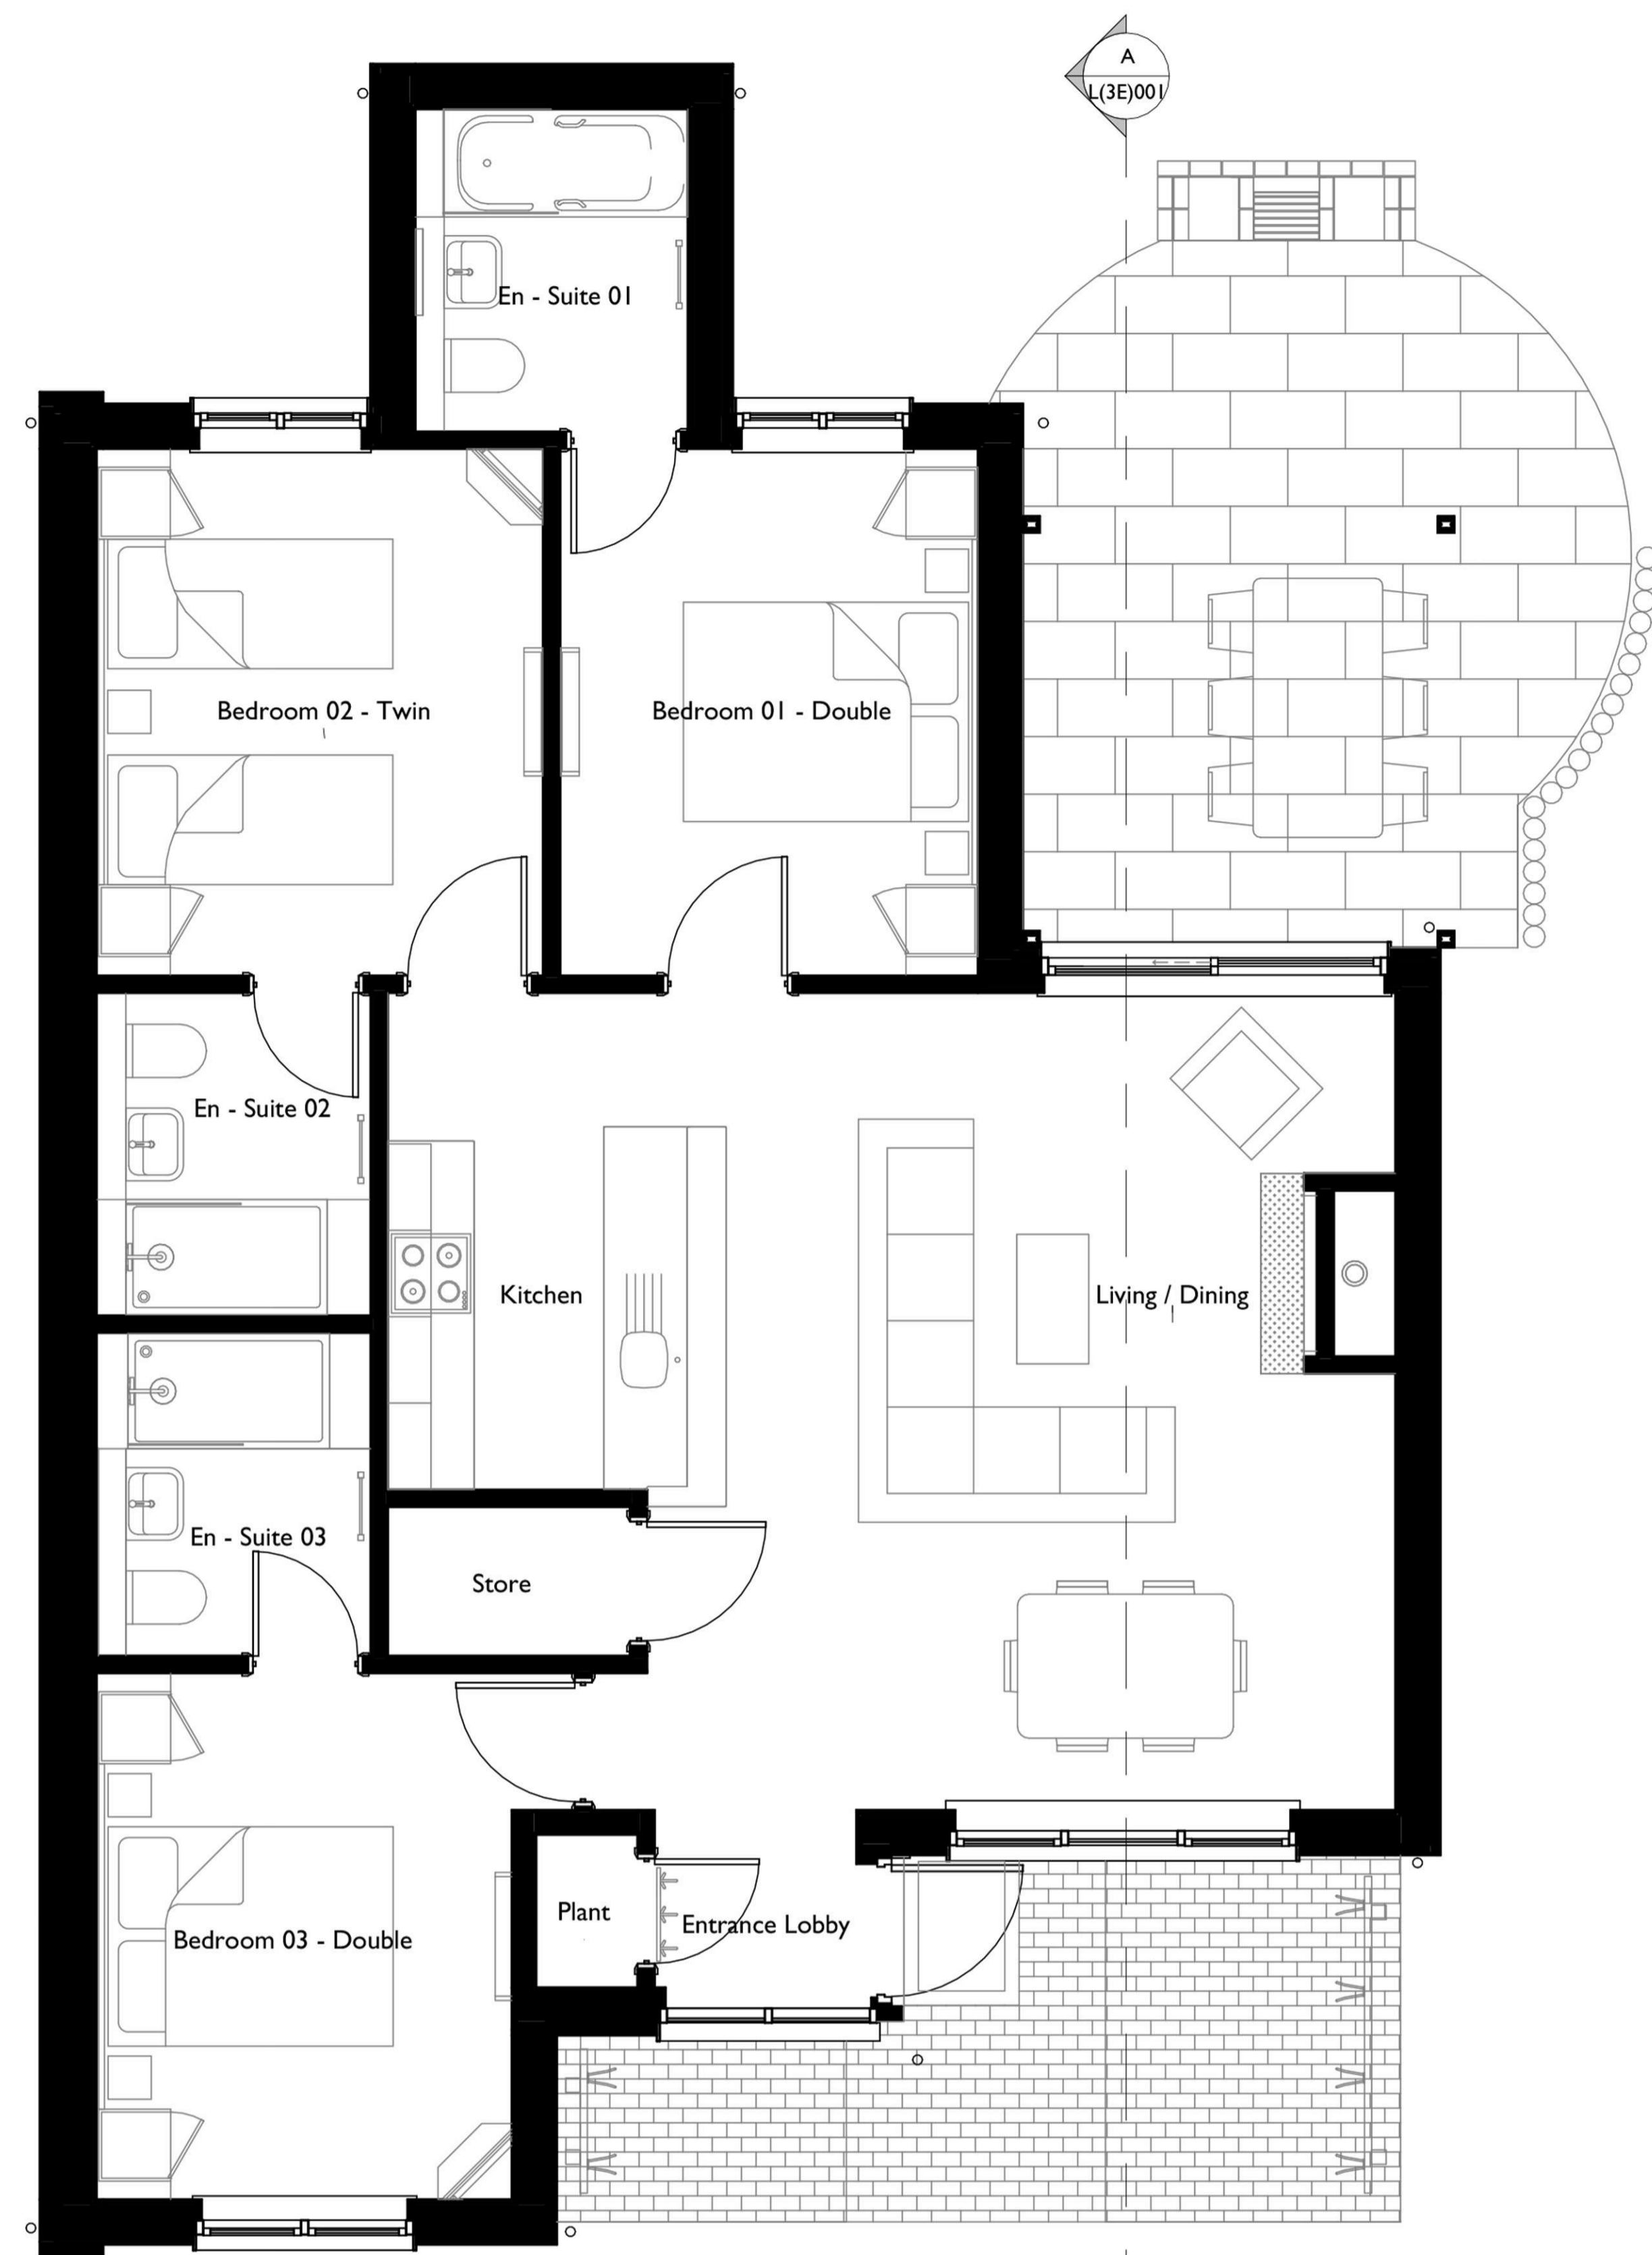 A
L(3E)001
En - Suite 01
Bedroom 02 - Twin
Bedroom 01 - Double
En - Suite 02
Kitchen
Living / Dining
En - Suite 03
Store
Plant
Entrance Lobby
Bedroom 03 - Double